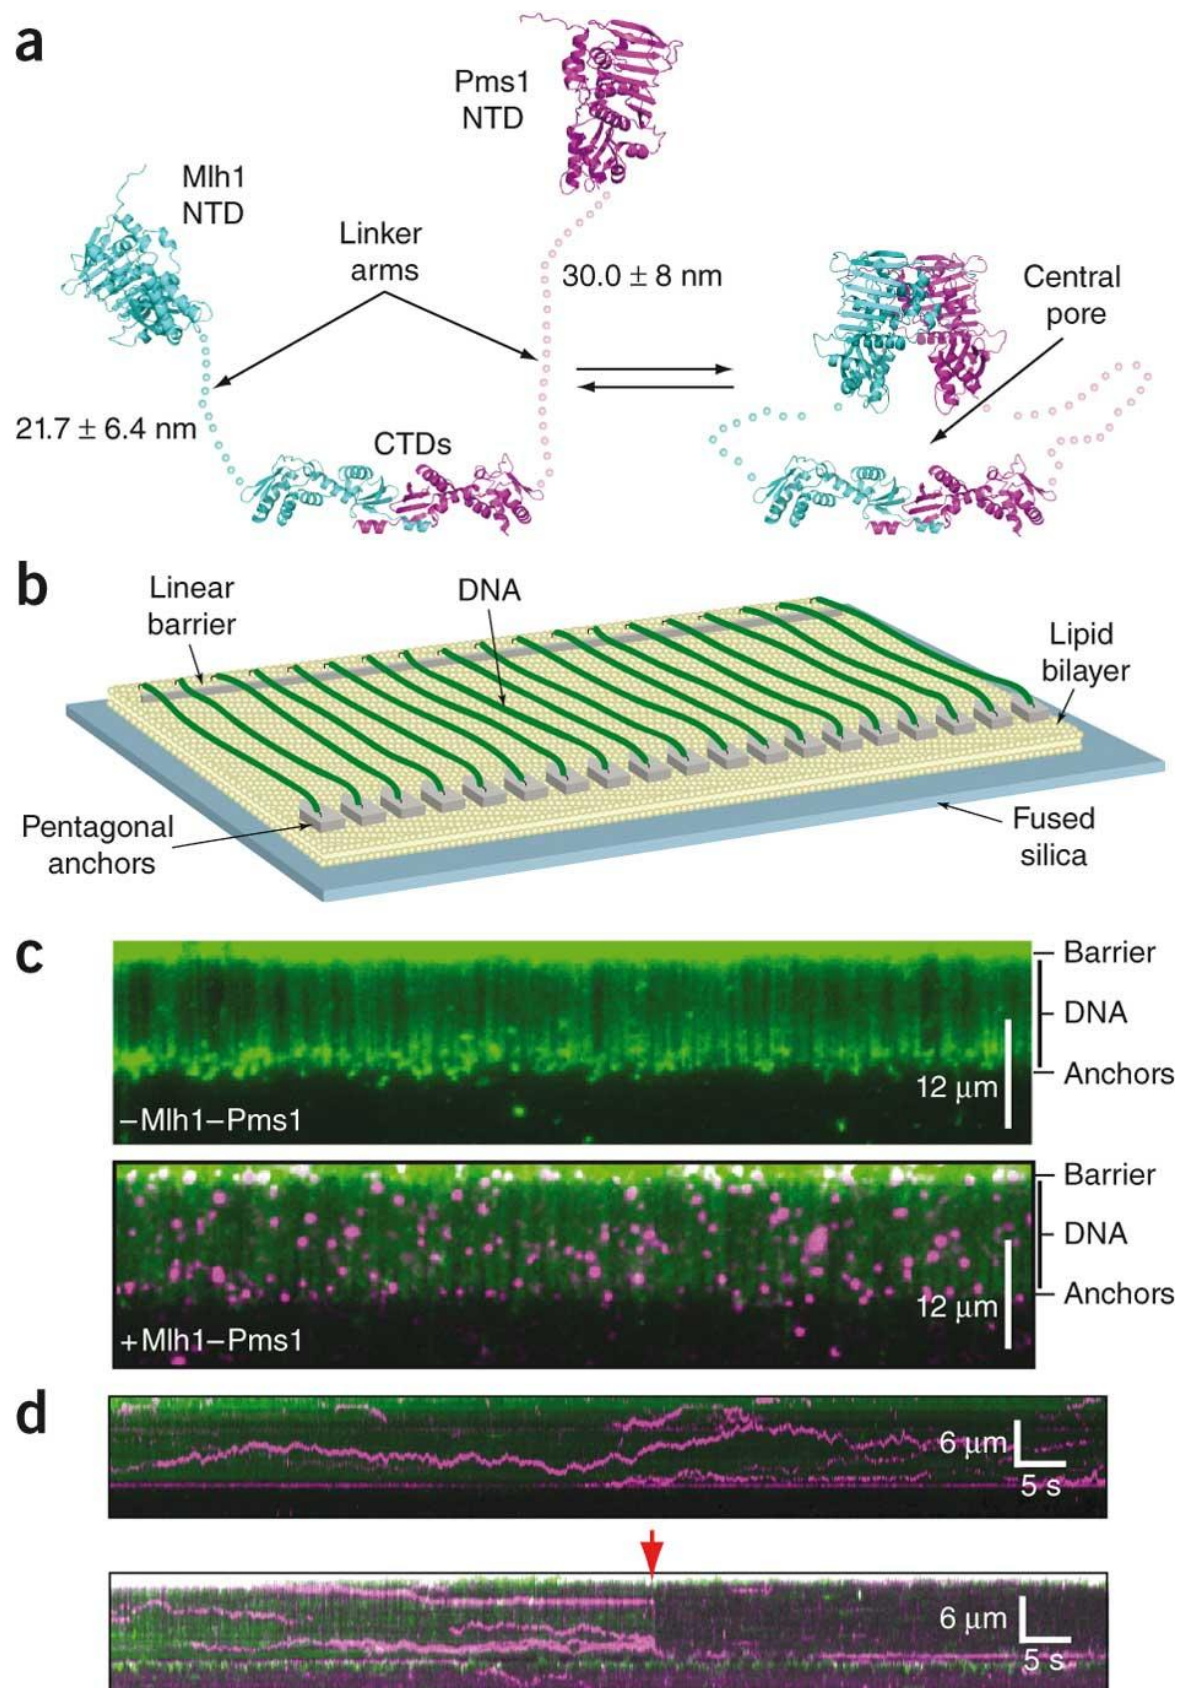 a
Pms1
NTD
Mlh1
NTD
Linker
arms
30.0 ± 8 nm
Central
pore
21.7 ± 6.4 nm
CTDs
b
Linear
barrier
DNA
Lipid
bilayer
Pentagonal
anchors
Fused
silica
c
Barrier
DNA
12 μm
Anchors
–Mlh1–Pms1
Barrier
DNA
Anchors
12 μm
+Mlh1–Pms1
d
6 μm
5 s
6 μm
5 s